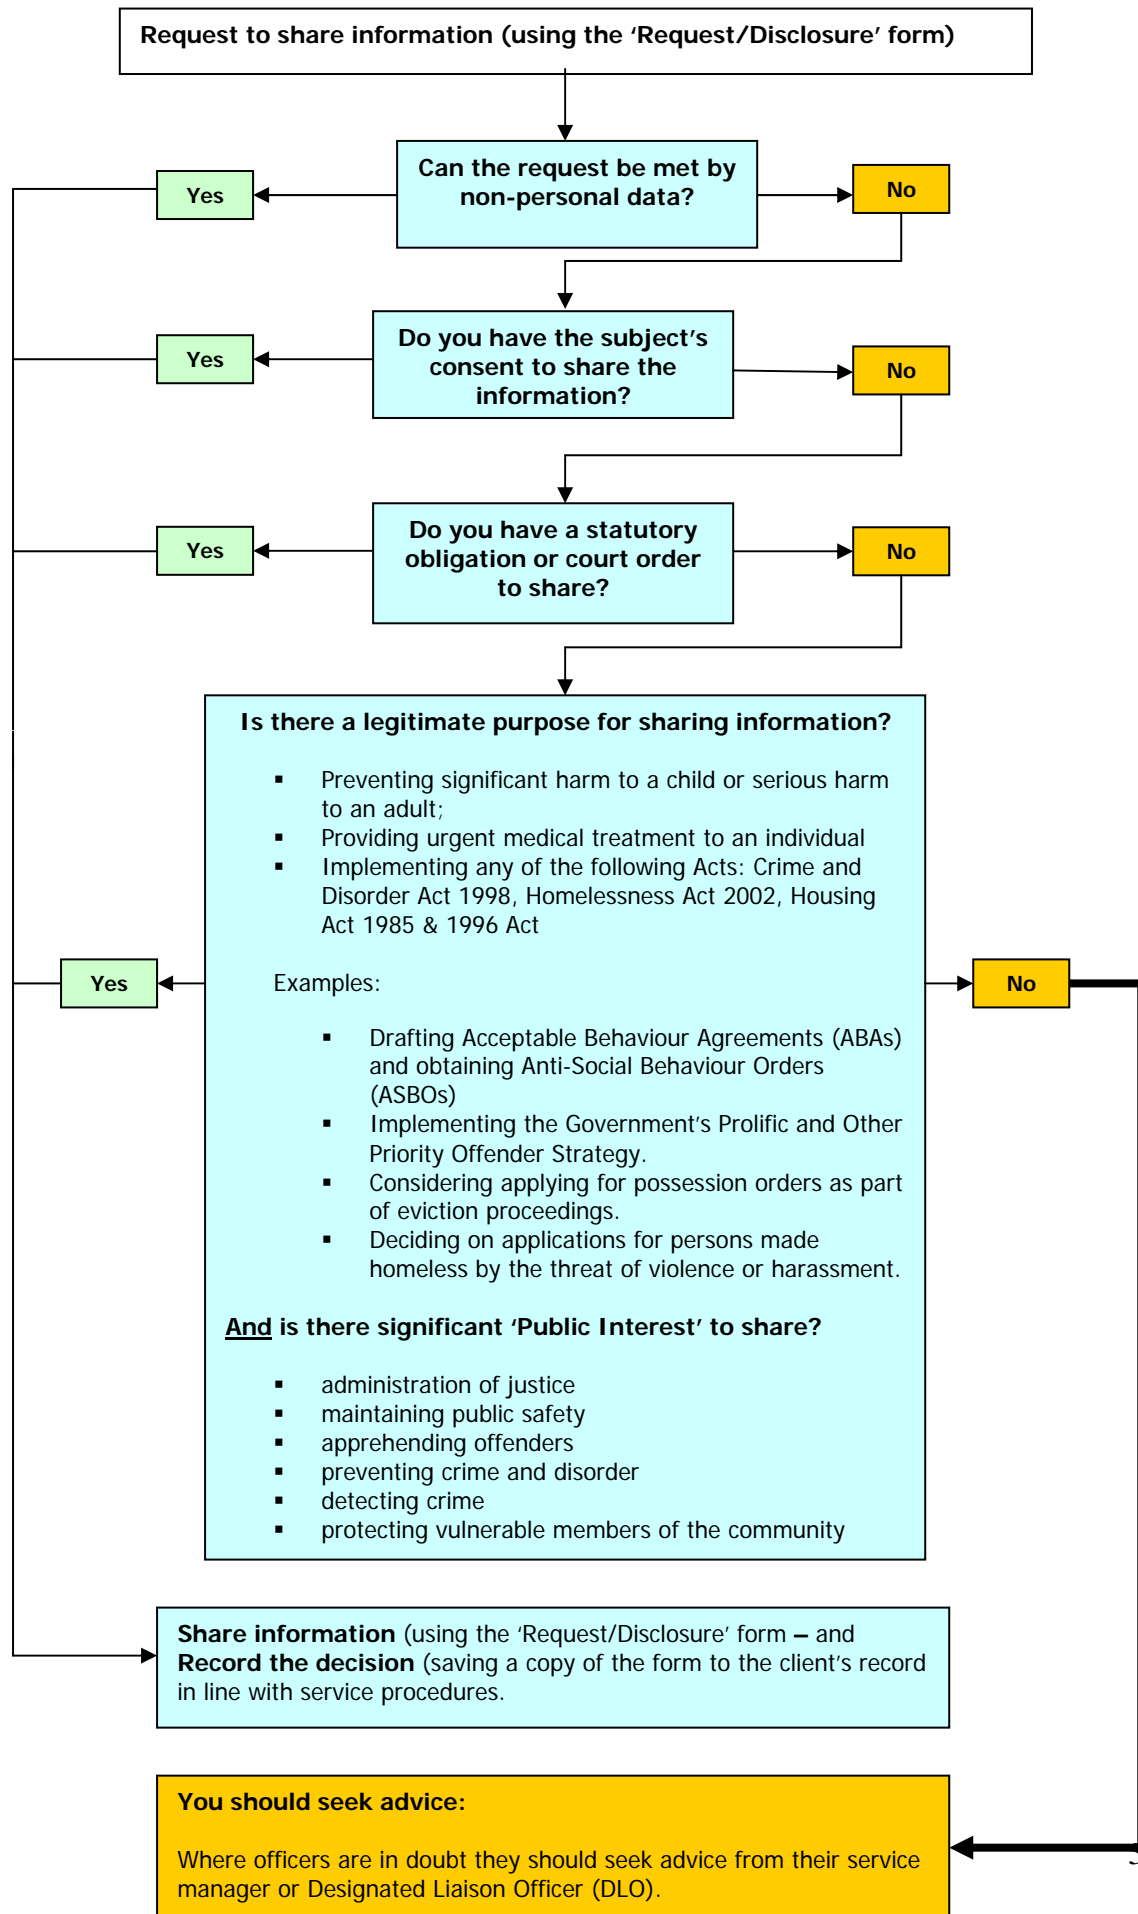 Request to share information (using the ‘Request/Disclosure’ form)
Can the request be met by
non-personal data?
Yes
No
Do you have the subject’s
consent to share the
information?
Yes
No
Do you have a statutory
obligation or court order
to share?
Yes
No
Is there a legitimate purpose for sharing information?
▪ Preventing significant harm to a child or serious harm
to an adult;
▪ Providing urgent medical treatment to an individual
▪ Implementing any of the following Acts: Crime and
Disorder Act 1998, Homelessness Act 2002, Housing
Act 1985 & 1996 Act
Yes
Examples:
No
▪ Drafting Acceptable Behaviour Agreements (ABAs)
and obtaining Anti-Social Behaviour Orders
(ASBOs)
▪ Implementing the Government’s Prolific and Other
Priority Offender Strategy.
▪ Considering applying for possession orders as part
of eviction proceedings.
▪ Deciding on applications for persons made
homeless by the threat of violence or harassment.
And is there significant ‘Public Interest’ to share?
▪ administration of justice
▪ maintaining public safety
▪ apprehending offenders
▪ preventing crime and disorder
▪ detecting crime
▪ protecting vulnerable members of the community
Share information (using the ‘Request/Disclosure’ form – and
Record the decision (saving a copy of the form to the client’s record
in line with service procedures.
You should seek advice:
Where officers are in doubt they should seek advice from their service
manager or Designated Liaison Officer (DLO).